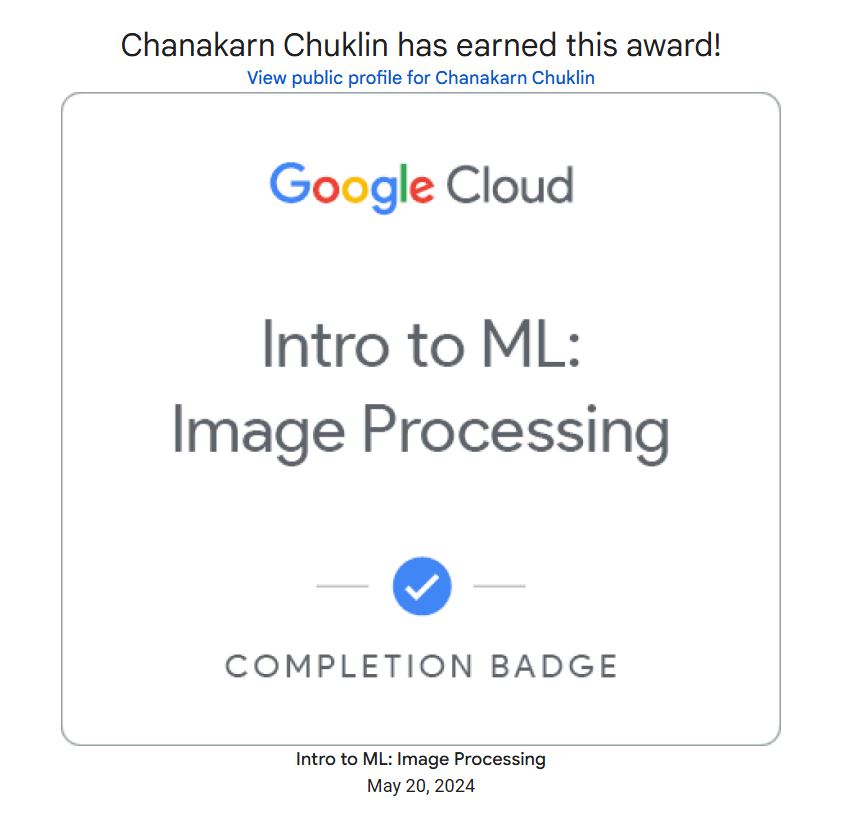 Chanakarn Chuklin has earned this award!
View public profile for Chanakarn Chuklin
Google Cloud
Intro to ML:
Image Processing
COMPLETION BADGE
Intro to ML: Image Processing
May 20, 2024